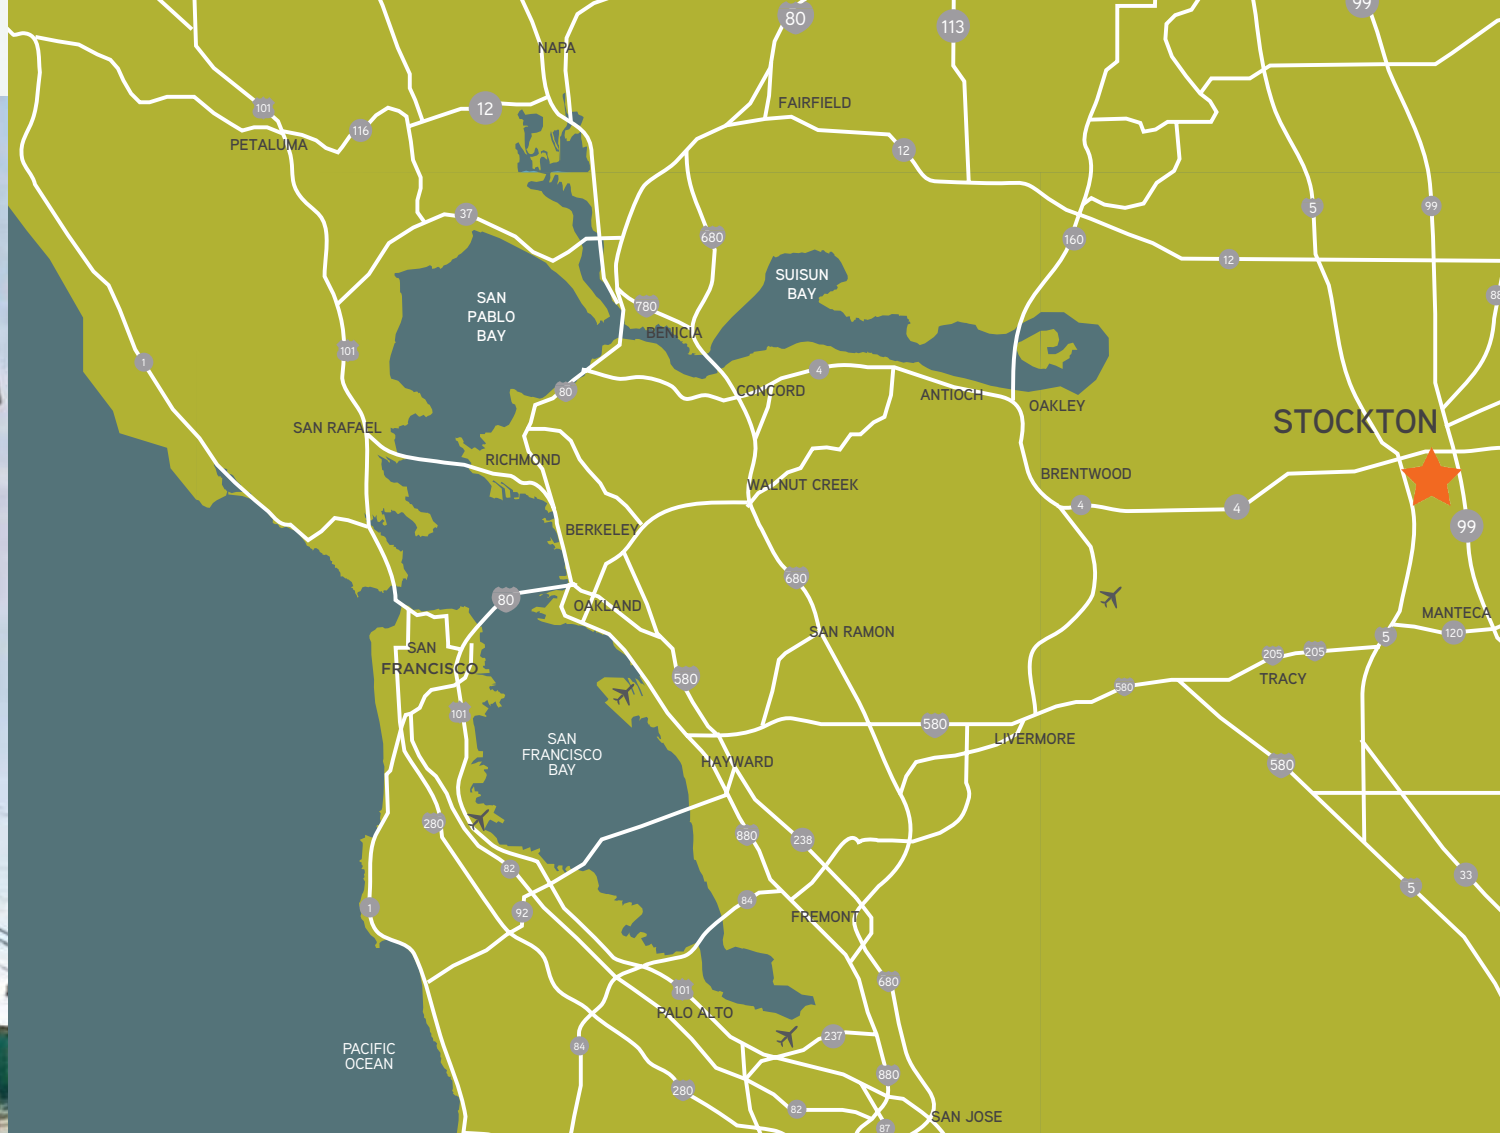 99
80
113
NAPA
FAIRFIELD
101
12
116
PETALUMA
12
37
5
99
680
160
12
SUISUN
BAY
SAN
PABLO
BAY
780
BENICIA
101
1
4
80
CONCORD
ANTIOCH
OAKLEY
SAN RAFAEL
STOCKTON
RICHMOND
BRENTWOOD
WALNUT CREEK
4
4
BERKELEY
99
680
80
OAKLAND
MANTECA
SAN RAMON
5
120
SAN
FRANCISCO
205
205
580
TRACY
580
101
580
LIVERMORE
SAN
FRANCISCO
BAY
HAYWARD
580
280
880
238
82
33
5
84
1
92
FREMONT
680
101
PALO ALTO
237
PACIFIC
OCEAN
84
880
280
82
SAN JOSE
87